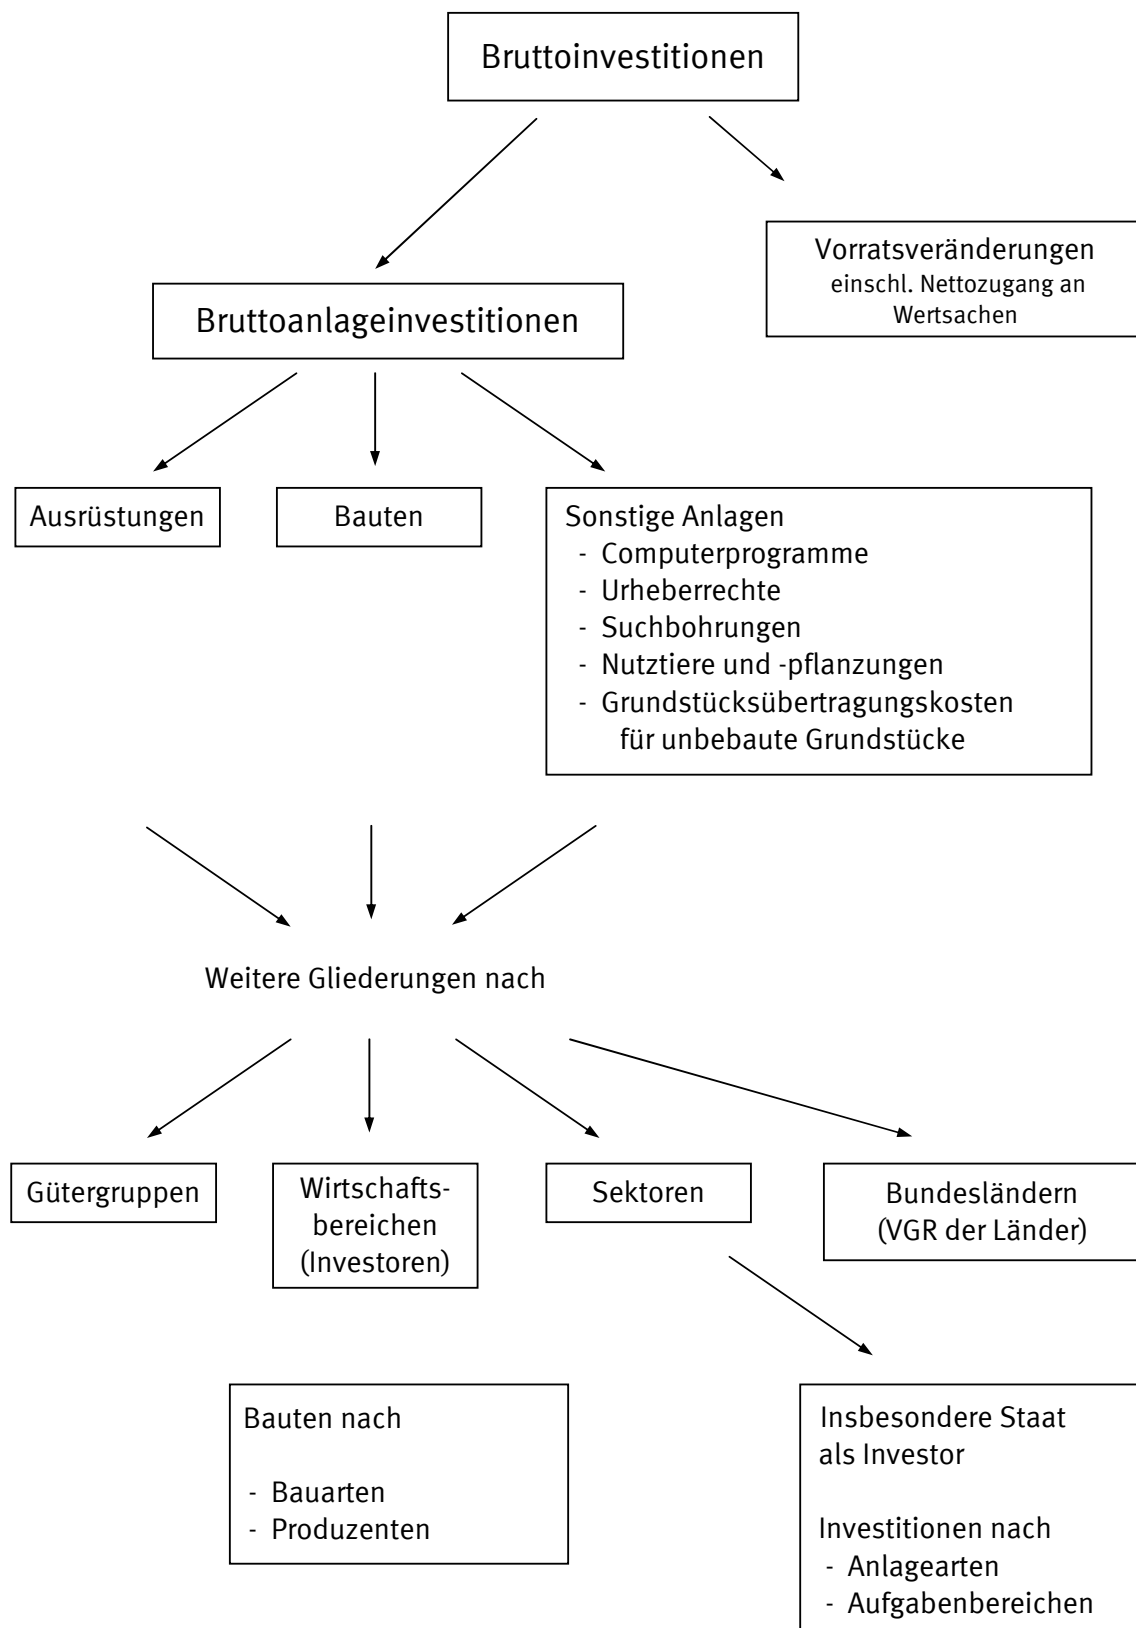 Bruttoinvestitionen
Vorratsveränderungen
einschl. Nettozugang an
Wertsachen
Bruttoanlageinvestitionen
Ausrüstungen
Bauten
Sonstige Anlagen
- Computerprogramme
- Urheberrechte
- Suchbohrungen
- Nutztiere und -pflanzungen
- Grundstücksübertragungskosten
für unbebaute Grundstücke
Weitere Gliederungen nach
Gütergruppen
Wirtschafts-
bereichen
(Investoren)
Sektoren
Bundesländern
(VGR der Länder)
Bauten nach
- Bauarten
- Produzenten
Insbesondere Staat
als Investor
Investitionen nach
- Anlagearten
- Aufgabenbereichen